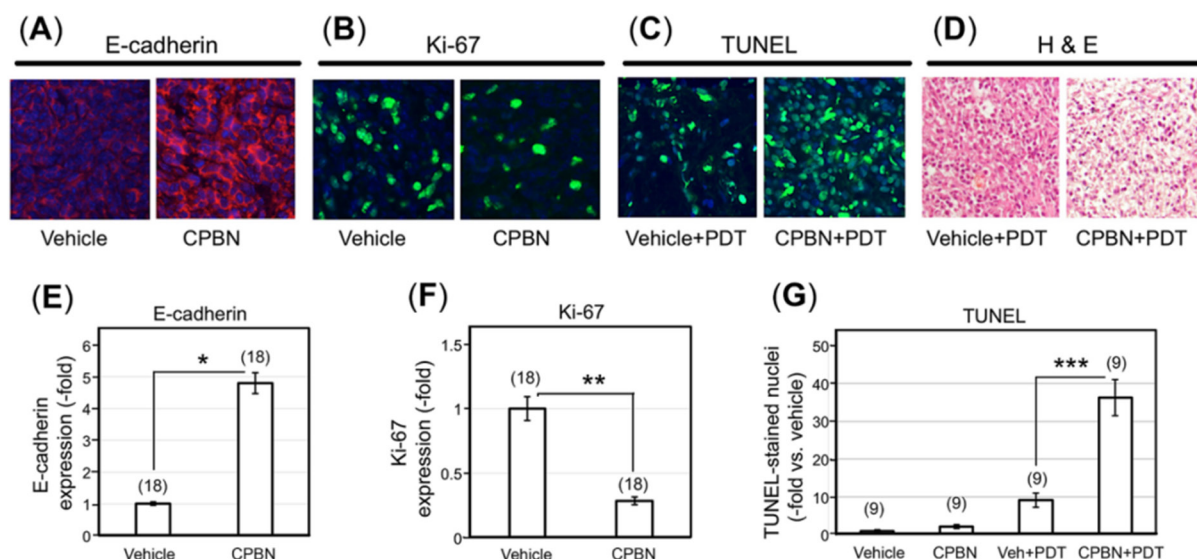 (A)
E-cadherin
Vehicle CPBN
(B)
Ki-67
Vehicle CPBN
(C)
TUNEL
Vehicle+PDT CPBN+PDT
(D)
H & E
Vehicle+PDT CPBN+PDT
(E)
E-cadherin
E-cadherin
expression (-fold)
6
5
4
3
2
1
0
(18)
*
(18)
Vehicle CPBN
(F)
Ki-67
Ki-67
expression (-fold)
1.5
1
0.5
0
(18)
**
(18)
Vehicle CPBN
(G)
TUNEL
TUNEL-stained nuclei
(-fold vs. vehicle)
50
40
30
20
10
0
(9)
(9)
(9)
***
(9)
Vehicle CPBN Veh+PDT CPBN+PDT